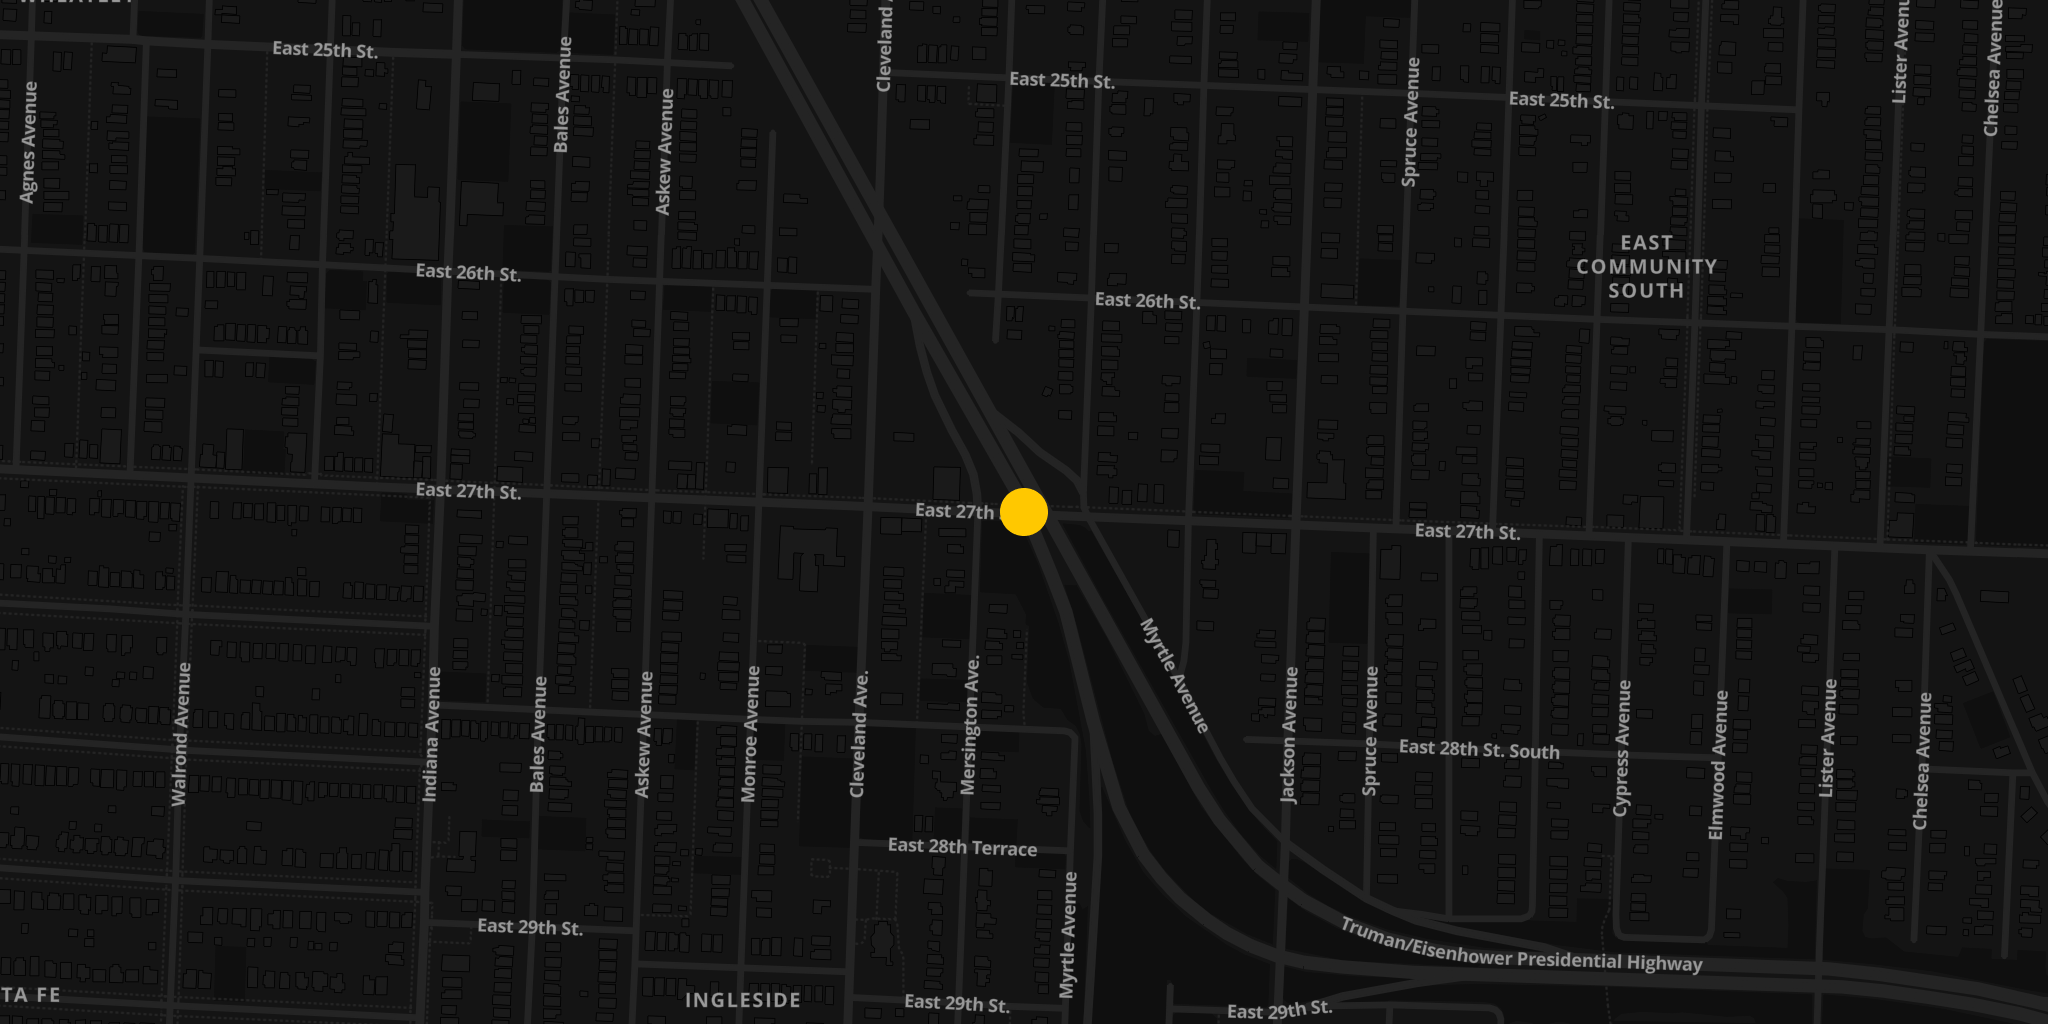 East 25th St.
East 25th St.
East 25th St.
Agnes Avenue
Bales Avenue
Askew Avenue
Cleveland
Spruce Avenue
Lister Avenue
Chelsea Avenue
EAST
COMMUNITY
SOUTH
East 26th St.
East 26th St.
East 27th St.
East 27th
East 27th St.
Walrond Avenue
Indiana Avenue
Bales Avenue
Askew Avenue
Monroe Avenue
Cleveland Ave.
Mersington Ave.
Myrtle Avenue
Jackson Avenue
Spruce Avenue
East 28th St. South
Cypress Avenue
Elmwood Avenue
Lister Avenue
Chelsea Avenue
East 28th Terrace
Myrtle Avenue
East 29th St.
Truman/Eisenhower Presidential Highway
TA FE
INGLESIDE
East 29th St.
East 29th St.